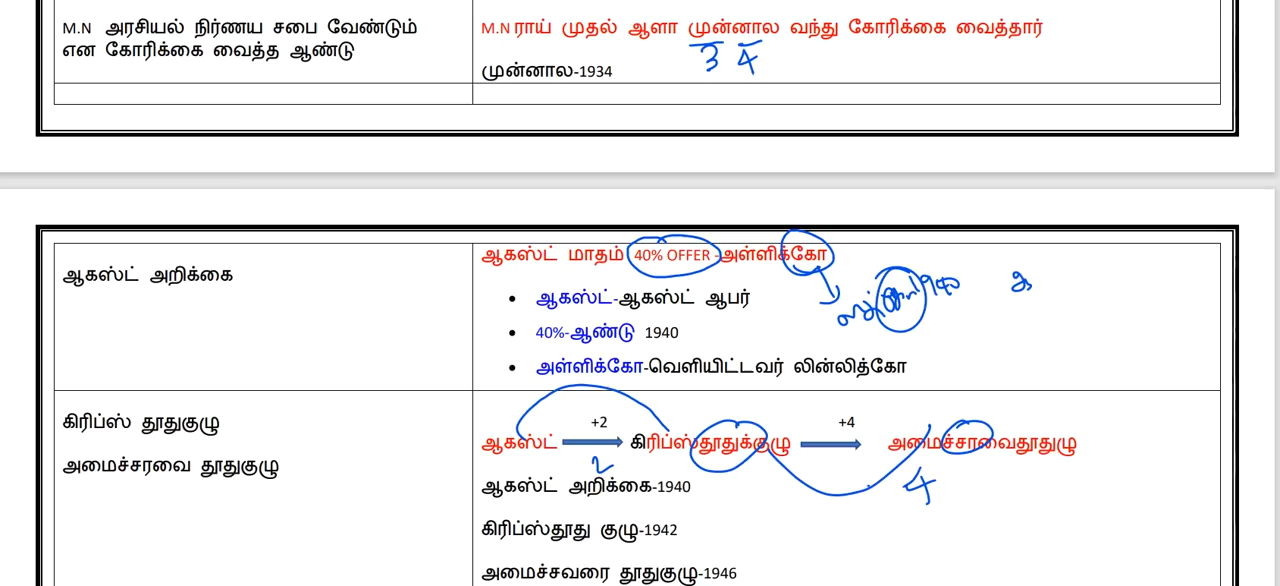 M.N அரசியல் நிர்ணய சபை வேண்டும்
என கோரிக்கை வைத்த ஆண்டு
M.N ராய் முதல் ஆளா முன்னால வந்து கோரிக்கை வைத்தார்
3 4
முன்னால-1934
ஆகஸ்ட் அறிக்கை
ஆகஸ்ட் மாதம் 40% OFFER -அள்ளிக்கோ
• ஆகஸ்ட்-ஆகஸ்ட் ஆபர்
• 40%-ஆண்டு 1940
• அள்ளிக்கோ-வெளியிட்டவர் லின்லித்கோ
கிரிப்ஸ் தூதுகுழு
அமைச்சரவை தூதுகுழு
+2 +4
ஆகஸ்ட் கிரிப்ஸ்தூதுக்குழு அமைச்சரவைதூதுழு
2 4
ஆகஸ்ட் அறிக்கை-1940
கிரிப்ஸ்தூது குழு-1942
அமைச்சவரை தூதுகுழு-1946